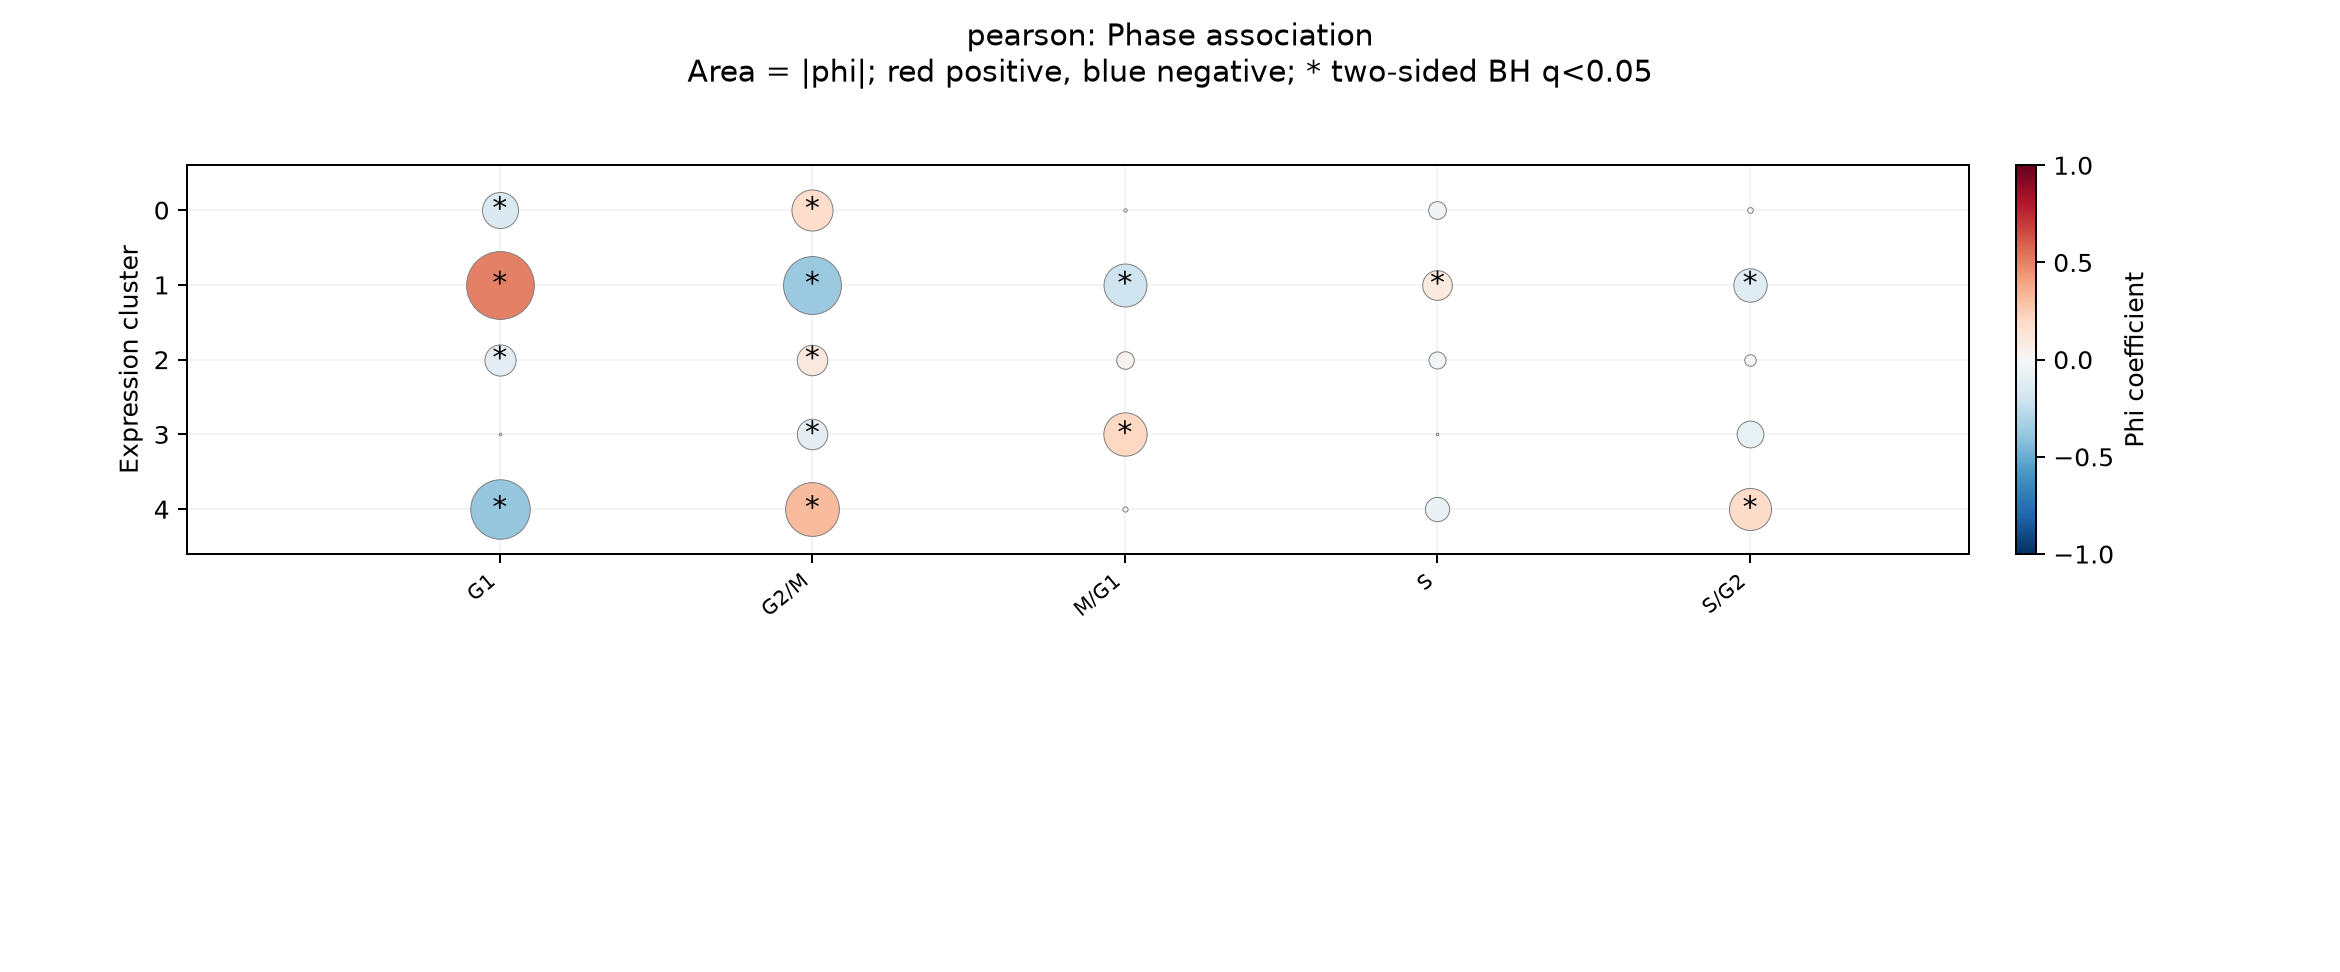 pearson: Phase association
Area = |phi|; red positive, blue negative; * two-sided BH q<0.05
Expression cluster
0
* *
1
* * * * *
2
* *
3
* *
4
* * *
G1
G2/M
M/G1
S
S/G2
1.0
0.5
0.0
−0.5
−1.0
Phi coefficient